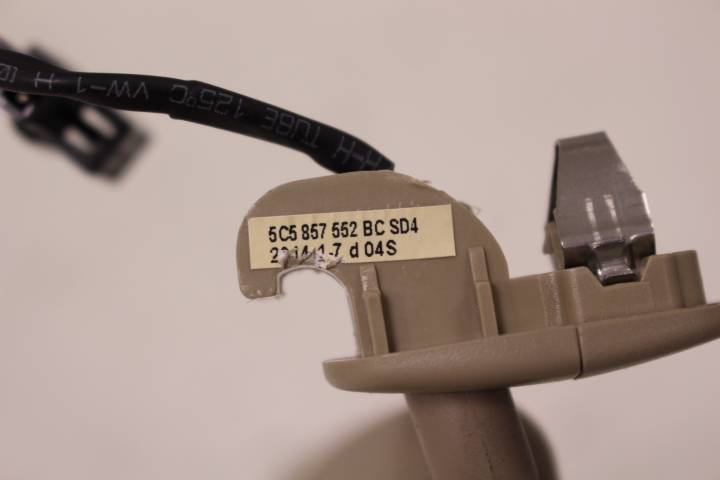 H-H TUBE 125°C VW-1 H
5C5 857 552 BC SD4
d 04S